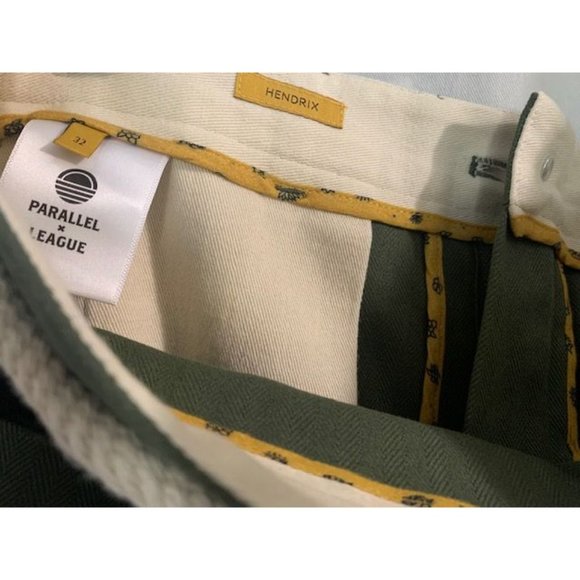 HENDRIX
32
PARALLEL
×
LEAGUE